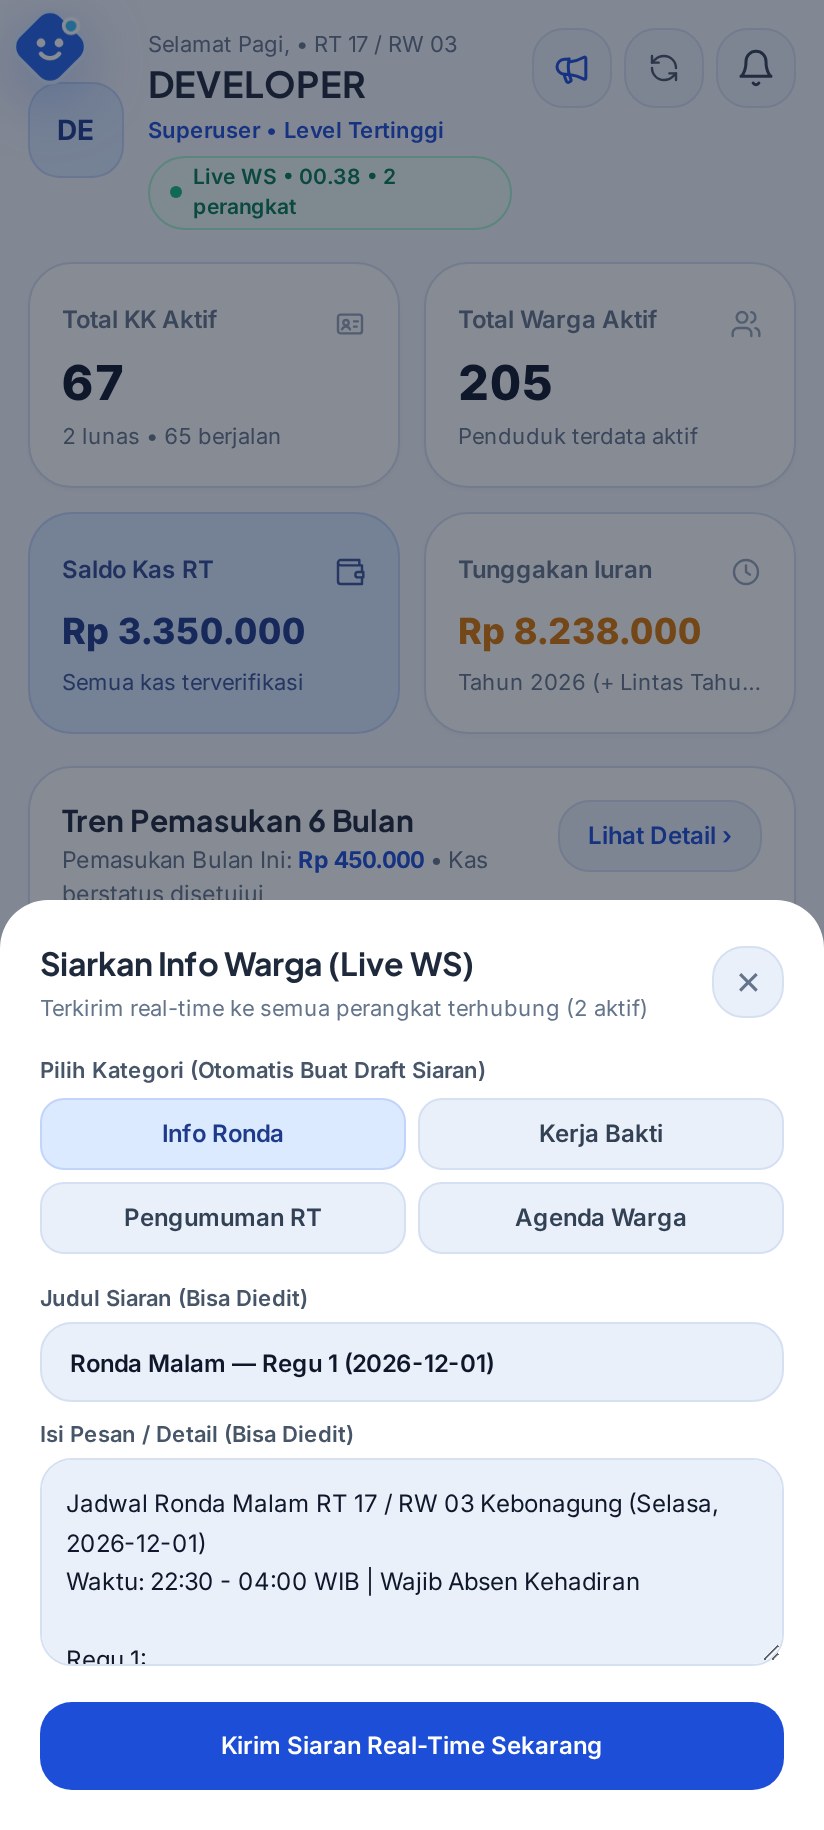 Selamat Pagi, • RT 17 / RW 03
DEVELOPER
DE
Superuser • Level Tertinggi
Live WS • 00.38 • 2
perangkat
Total KK Aktif
67
2 lunas • 65 berjalan
Total Warga Aktif
205
Penduduk terdata aktif
Saldo Kas RT
Rp 3.350.000
Semua kas terverifikasi
Tunggakan Iuran
Rp 8.238.000
Tahun 2026 (+ Lintas Tahu...
Tren Pemasukan 6 Bulan
Lihat Detail ›
Pemasukan Bulan Ini: Rp 450.000 • Kas
berstatus disetujui
Siarkan Info Warga (Live WS)
Terkirim real-time ke semua perangkat terhubung (2 aktif)
Pilih Kategori (Otomatis Buat Draft Siaran)
Info Ronda
Kerja Bakti
Pengumuman RT
Agenda Warga
Judul Siaran (Bisa Diedit)
Ronda Malam — Regu 1 (2026-12-01)
Isi Pesan / Detail (Bisa Diedit)
Jadwal Ronda Malam RT 17 / RW 03 Kebonagung (Selasa,
2026-12-01)
Waktu: 22:30 - 04:00 WIB | Wajib Absen Kehadiran
Regu 1:
Kirim Siaran Real-Time Sekarang